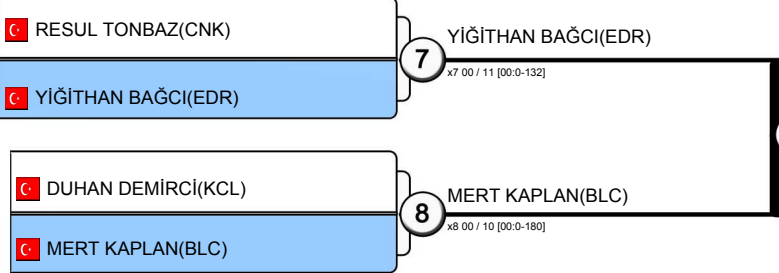 RESUL TONBAZ(CNK)
YİĞİTHAN BAĞCI(EDR)
7
YİĞİTHAN BAĞCI(EDR)
x7 00 / 11 [00:0-132]
DUHAN DEMİRCİ(KCL)
MERT KAPLAN(BLC)
8
MERT KAPLAN(BLC)
x8 00 / 10 [00:0-180]